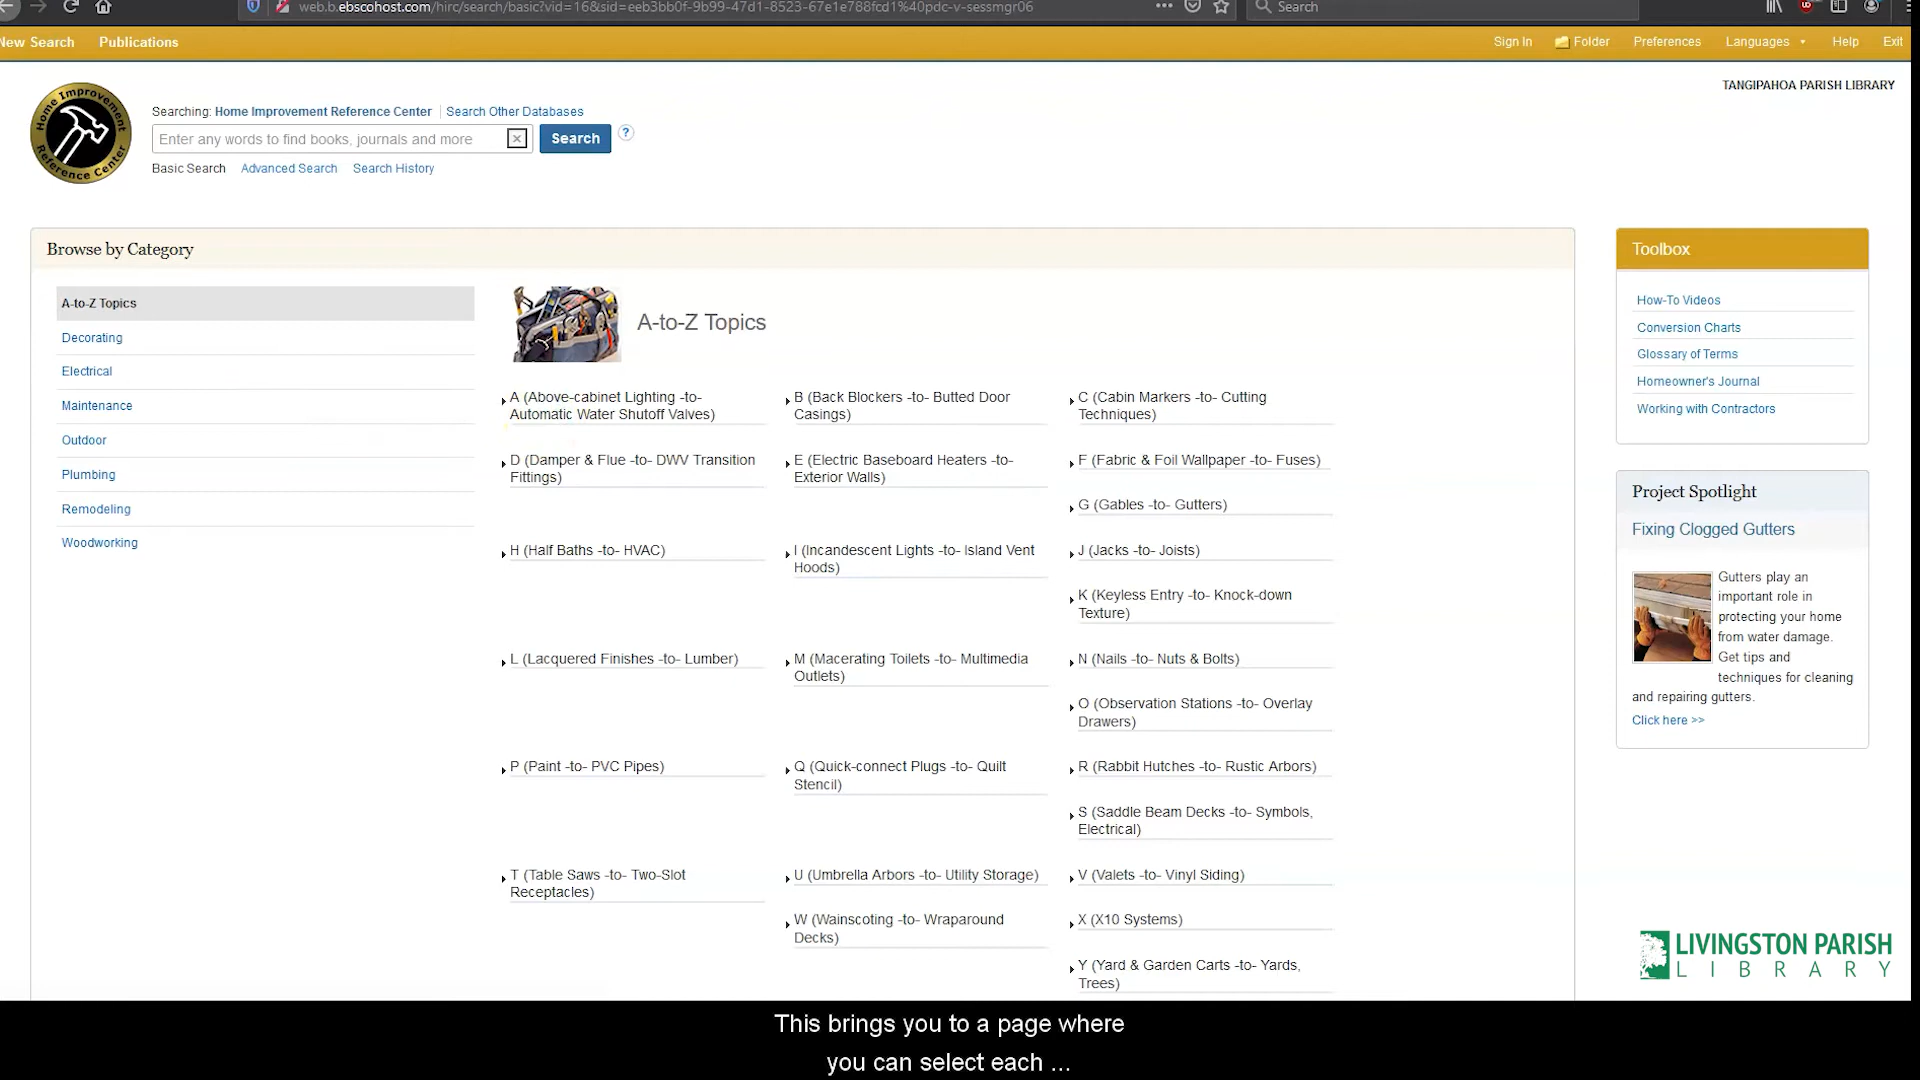 web.b.ebscohost.com/hirc/search/basic?vid=16&sid=eeb3bb0f-9b99-47d1-8523-67e1e788fcd1%40pdc-v-sessmgr06
Search
New Search Publications
Sign In Folder Preferences Languages Help Exit
TANGIPAHOA PARISH LIBRARY
Home Improvement
Reference Center
Searching: Home Improvement Reference Center Search Other Databases
Enter any words to find books, journals and more
Search
?
Basic Search Advanced Search Search History
Browse by Category
A-to-Z Topics
Decorating
Electrical
Maintenance
Outdoor
Plumbing
Remodeling
Woodworking
A-to-Z Topics
A (Above-cabinet Lighting -to-
Automatic Water Shutoff Valves)
B (Back Blockers -to- Butted Door
Casings)
C (Cabin Markers -to- Cutting
Techniques)
D (Damper & Flue -to- DWV Transition
Fittings)
E (Electric Baseboard Heaters -to-
Exterior Walls)
F (Fabric & Foil Wallpaper -to- Fuses)
G (Gables -to- Gutters)
H (Half Baths -to- HVAC)
I (Incandescent Lights -to- Island Vent
Hoods)
J (Jacks -to- Joists)
K (Keyless Entry -to- Knock-down
Texture)
L (Lacquered Finishes -to- Lumber)
M (Macerating Toilets -to- Multimedia
Outlets)
N (Nails -to- Nuts & Bolts)
O (Observation Stations -to- Overlay
Drawers)
P (Paint -to- PVC Pipes)
Q (Quick-connect Plugs -to- Quilt
Stencil)
R (Rabbit Hutches -to- Rustic Arbors)
S (Saddle Beam Decks -to- Symbols,
Electrical)
T (Table Saws -to- Two-Slot
Receptacles)
U (Umbrella Arbors -to- Utility Storage)
V (Valets -to- Vinyl Siding)
W (Wainscoting -to- Wraparound
Decks)
X (X10 Systems)
Y (Yard & Garden Carts -to- Yards,
Trees)
Toolbox
How-To Videos
Conversion Charts
Glossary of Terms
Homeowner's Journal
Working with Contractors
Project Spotlight
Fixing Clogged Gutters
Gutters play an
important role in
protecting your home
from water damage.
Get tips and
techniques for cleaning
and repairing gutters.
Click here >>
LIVINGSTON PARISH
LIBRARY
This brings you to a page where
you can select each ...